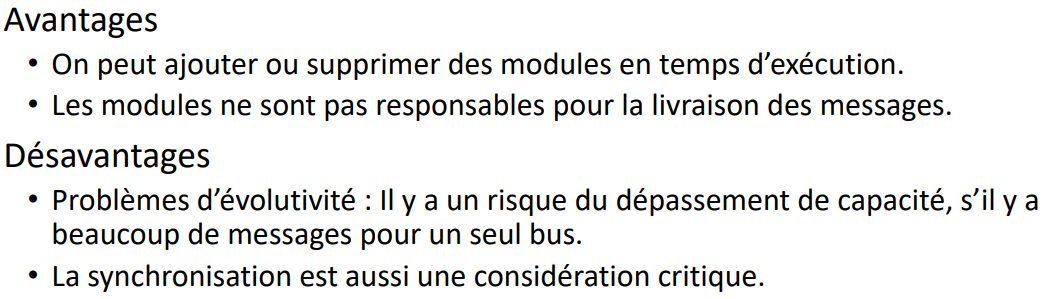 Avantages
• On peut ajouter ou supprimer des modules en temps d’exécution.
• Les modules ne sont pas responsables pour la livraison des messages.
Désavantages
• Problèmes d’évolutivité : Il y a un risque du dépassement de capacité, s’il y a
beaucoup de messages pour un seul bus.
• La synchronisation est aussi une considération critique.